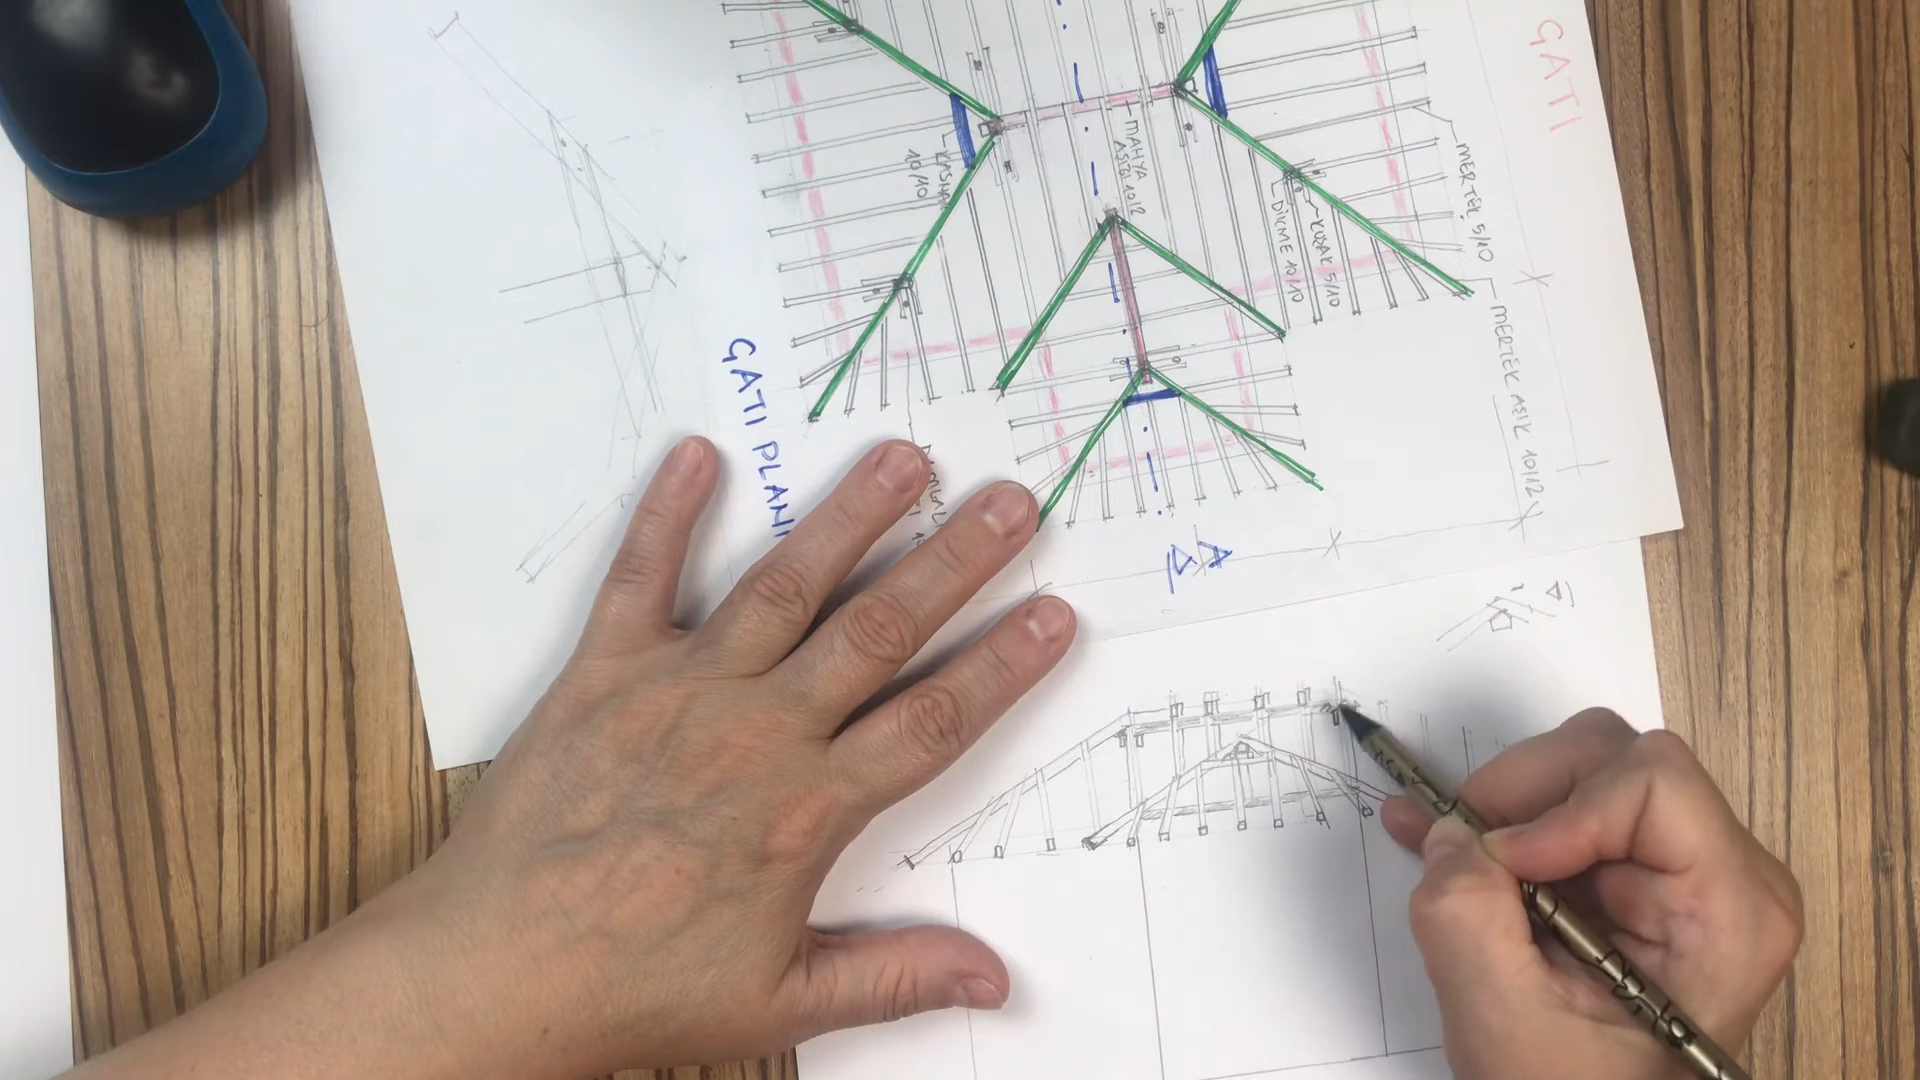 ÇATI
MERTEK 5/10
MAHYA
AŞIĞI 10/12
KUŞAK 5/10
DİKME 10/10
10/10
MERTEK AŞIK 10/12
ÇATI PLANI
A